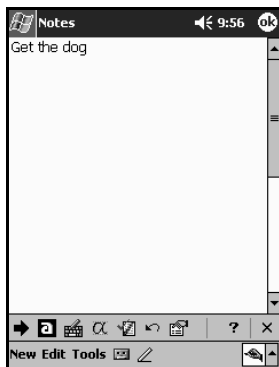 Notes 9:56 ok
Get the dog
a α ? ×
New Edit Tools